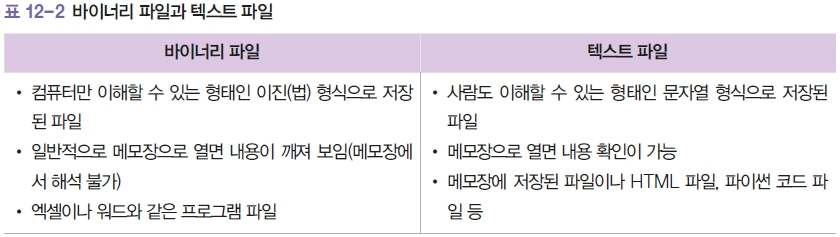 표 12-2 바이너리 파일과 텍스트 파일
바이너리 파일
텍스트 파일
• 컴퓨터만 이해할 수 있는 형태인 이진(법) 형식으로 저장
된 파일
• 일반적으로 메모장으로 열면 내용이 깨져 보임(메모장에
서 해석 불가)
• 엑셀이나 워드와 같은 프로그램 파일
• 사람도 이해할 수 있는 형태인 문자열 형식으로 저장된
파일
• 메모장으로 열면 내용 확인이 가능
• 메모장에 저장된 파일이나 HTML 파일, 파이썬 코드 파
일 등